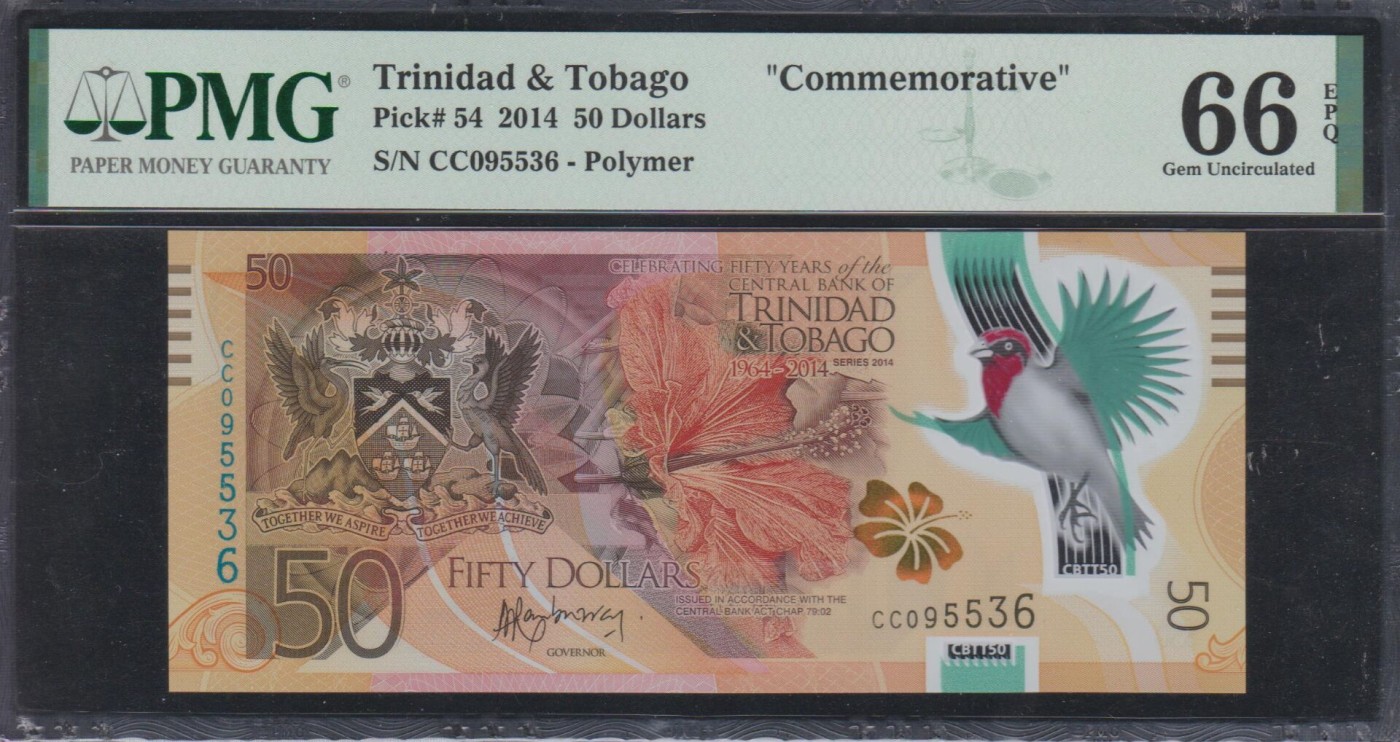 PMG®
PAPER MONEY GUARANTY
Trinidad & Tobago "Commemorative"
Pick# 54 2014 50 Dollars
S/N CC095536 - Polymer
66
EPQ
Gem Uncirculated
50
CELEBRATING FIFTY YEARS of the
CENTRAL BANK OF
TRINIDAD
& TOBAGO
1964-2014 SERIES 2014
CC095536
TOGETHER WE ASPIRE TOGETHER WE ACHIEVE
50
FIFTY DOLLARS
ISSUED IN ACCORDANCE WITH THE
CENTRAL BANK ACT, CHAP. 79:02
GOVERNOR
CC095536
CBTT50
CBTT50
50